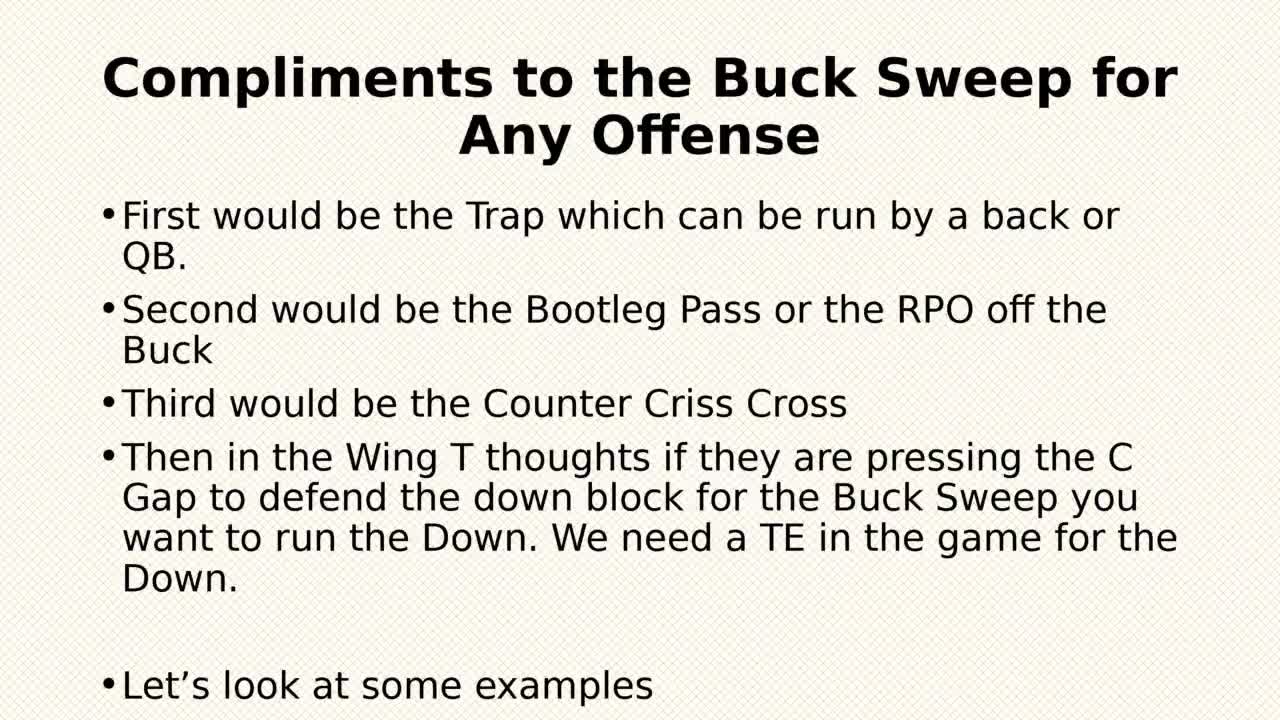 Compliments to the Buck Sweep for
Any Offense
•First would be the Trap which can be run by a back or
QB.
•Second would be the Bootleg Pass or the RPO off the
Buck
•Third would be the Counter Criss Cross
•Then in the Wing T thoughts if they are pressing the C
Gap to defend the down block for the Buck Sweep you
want to run the Down. We need a TE in the game for the
Down.
•Let’s look at some examples